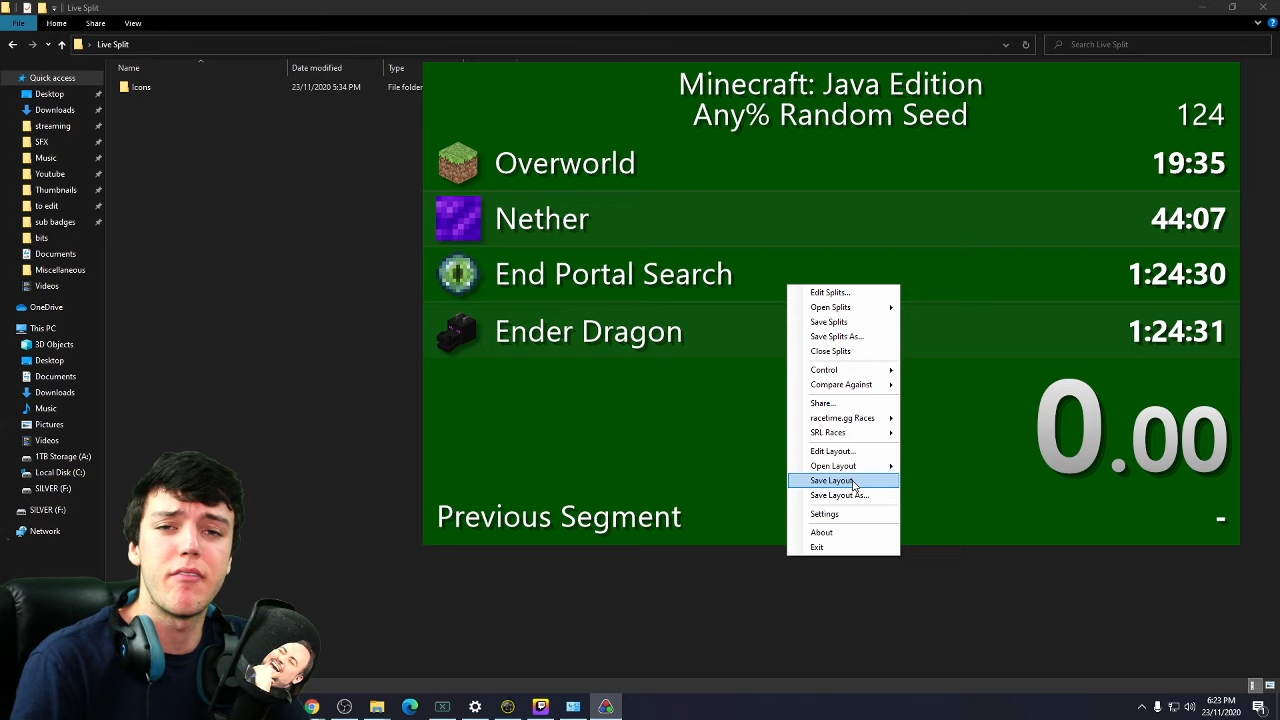 Live Split
File
Home
Share
View
Live Split
Search Live Split
Name
Date modified
Type
Quick access
Desktop
Downloads
streaming
SFX
Music
Youtube
Thumbnails
to edit
sub badges
bits
Documents
Miscellaneous
Videos
OneDrive
This PC
3D Objects
Desktop
Documents
Downloads
Music
Pictures
Videos
1TB Storage (A:)
Local Disk (C:)
SILVER (F:)
SILVER (F:)
Network
Icons
23/11/2020 5:34 PM
File folder
Minecraft: Java Edition
Any% Random Seed
124
Overworld
19:35
Nether
44:07
End Portal Search
1:24:30
Ender Dragon
1:24:31
0.00
Previous Segment
-
Edit Splits...
Open Splits
Save Splits
Save Splits As...
Close Splits
Control
Compare Against
Share...
racetime.gg Races
SRL Races
Edit Layout...
Open Layout
Save Layout
Save Layout As...
Settings
About
Exit
6:23 PM
23/11/2020